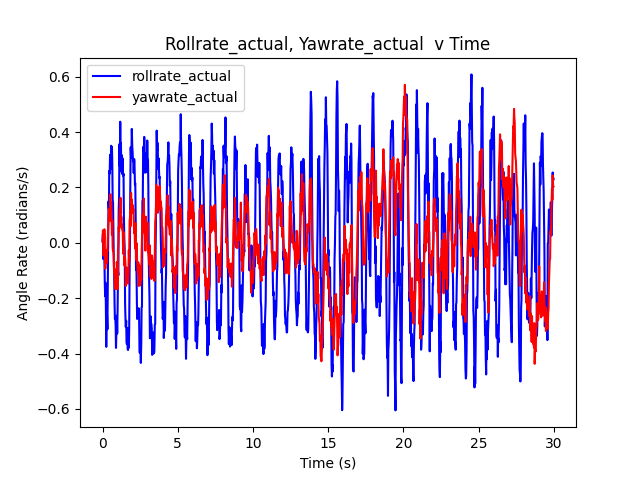 Rollrate_actual, Yawrate_actual  v Time
rollrate_actual
yawrate_actual
0.6
0.4
0.2
0.0
−0.2
−0.4
−0.6
Angle Rate (radians/s)
0 5 10 15 20 25 30
Time (s)